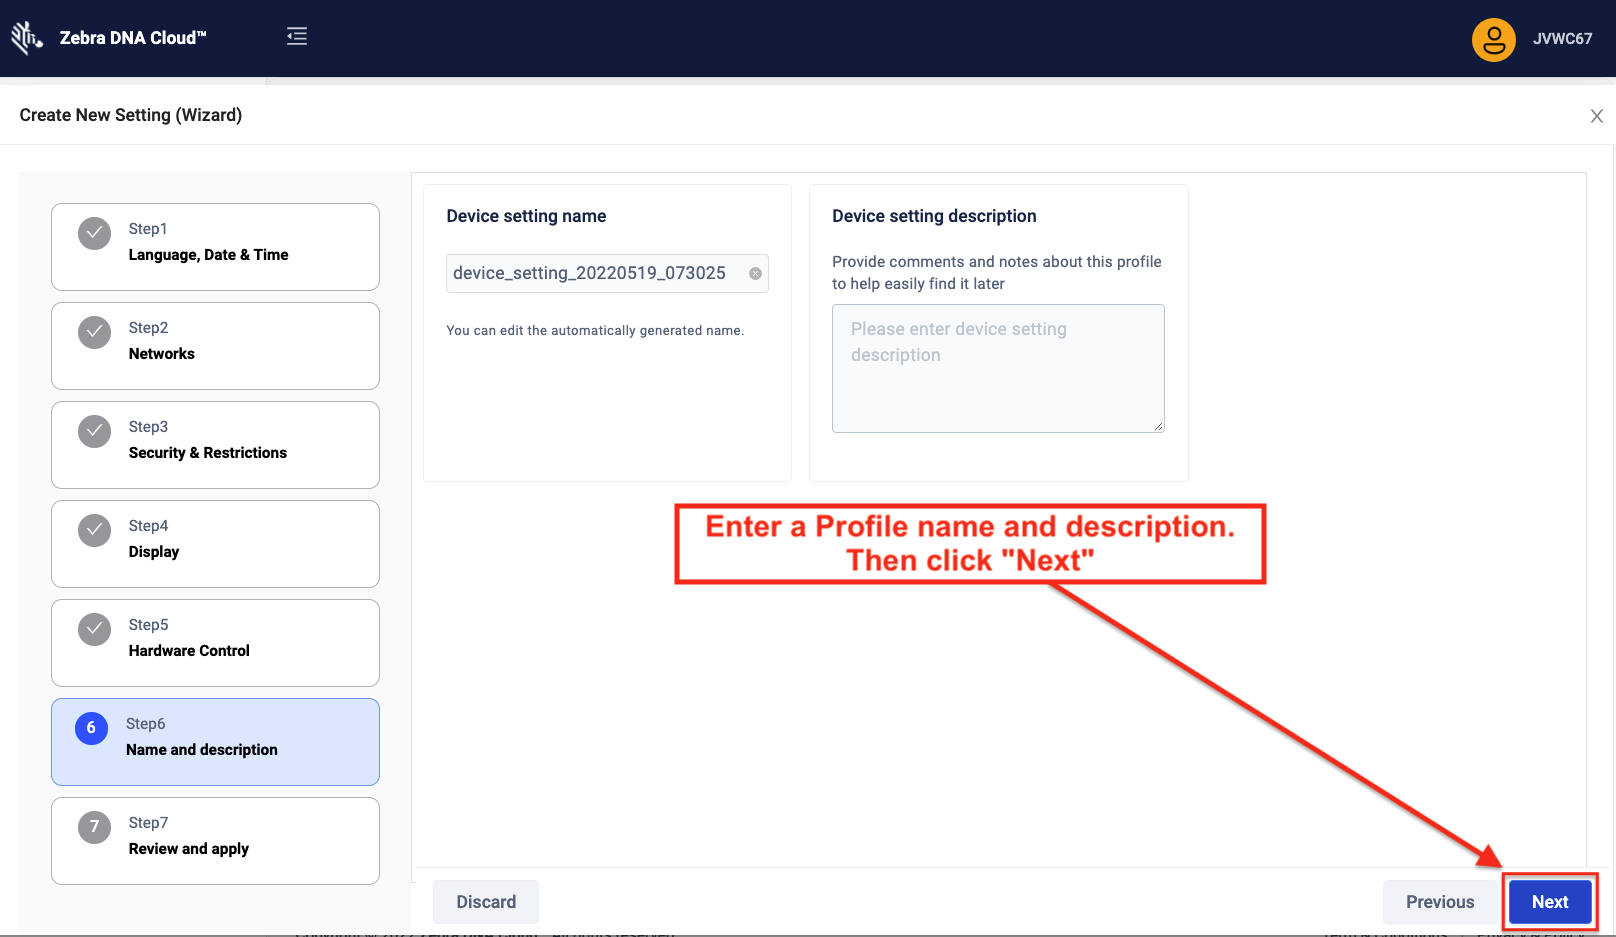 Zebra DNA Cloud™
JVWC67
Create New Setting (Wizard)
X
Step1
Language, Date & Time
Step2
Networks
Step3
Security & Restrictions
Step4
Display
Step5
Hardware Control
6
Step6
Name and description
7
Step7
Review and apply
Device setting name
device_setting_20220519_073025
You can edit the automatically generated name.
Device setting description
Provide comments and notes about this profile
to help easily find it later
Please enter device setting
description
Enter a Profile name and description.
Then click "Next"
Discard
Previous
Next